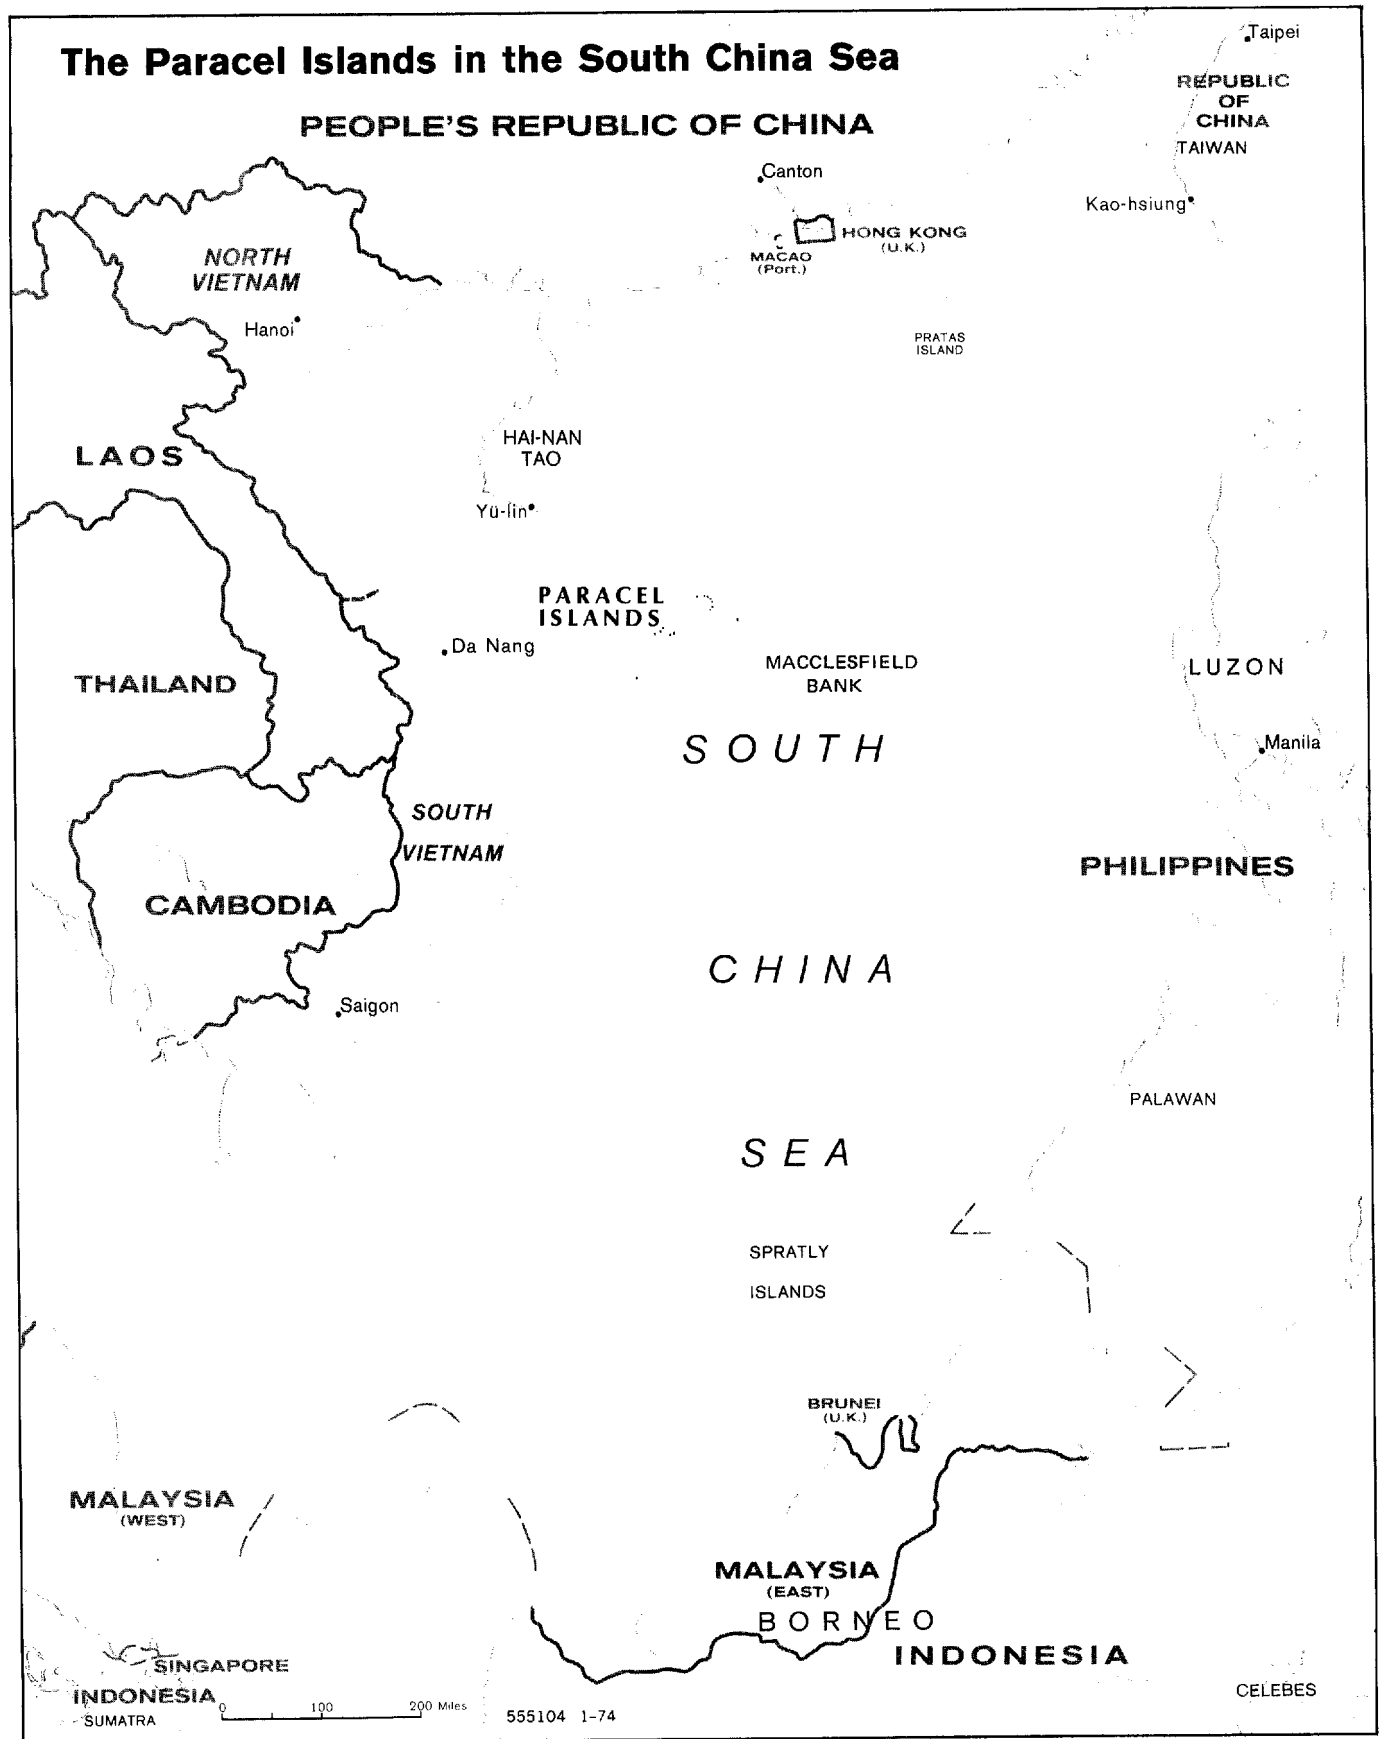 The Paracel Islands in the South China Sea
Taipei
REPUBLIC
OF
CHINA
TAIWAN
PEOPLE'S REPUBLIC OF CHINA
Canton
Kao-hsiung
HONG KONG
(U.K.)
MACAO
(Port.)
NORTH
VIETNAM
Hanoi
PRATAS
ISLAND
HAI-NAN
TAO
LAOS
Yü-lin
PARACEL
ISLANDS
Da Nang
MACCLESFIELD
BANK
LUZON
THAILAND
SOUTH
Manila
SOUTH
VIETNAM
PHILIPPINES
CAMBODIA
CHINA
Saigon
PALAWAN
SEA
SPRATLY
ISLANDS
BRUNEI
(U.K.)
MALAYSIA
(WEST)
MALAYSIA
(EAST)
BORNEO
INDONESIA
SINGAPORE
INDONESIA
SUMATRA
CELEBES
0 100 200 Miles
555104 1-74